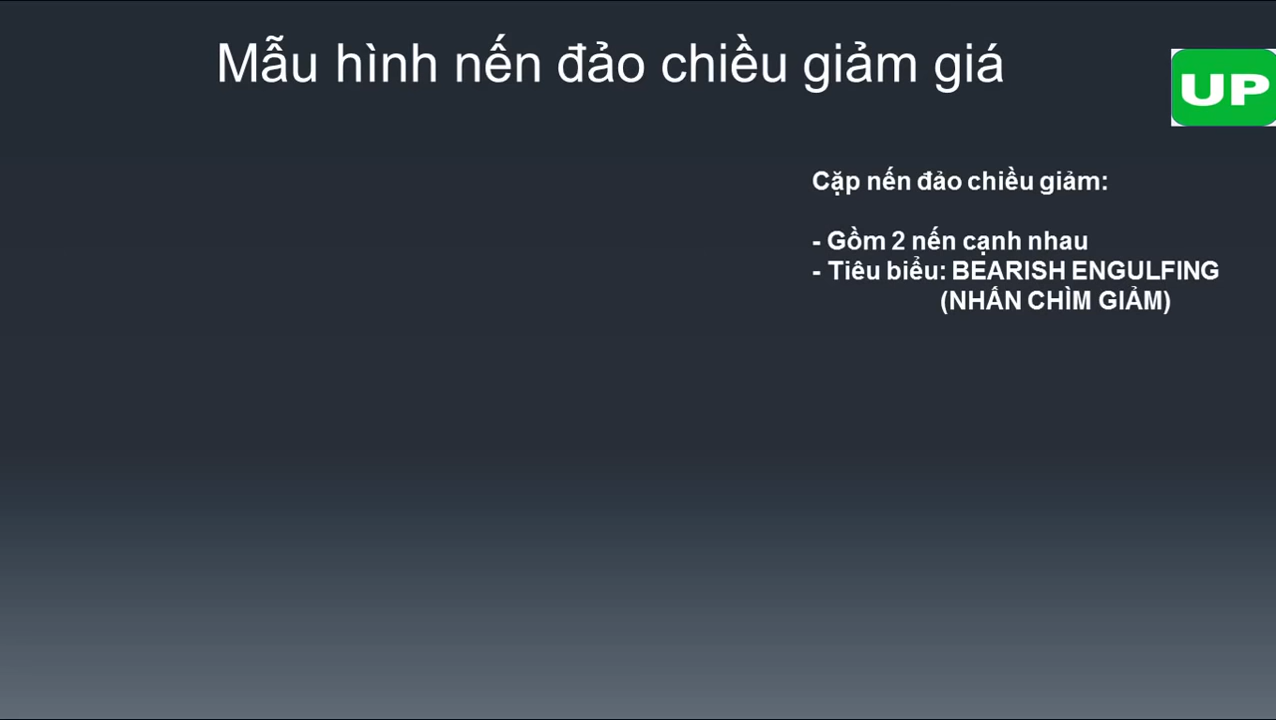 Mẫu hình nến đảo chiều giảm giá
UP
Cặp nến đảo chiều giảm:
- Gồm 2 nến cạnh nhau
- Tiêu biểu: BEARISH ENGULFING
(NHẤN CHÌM GIẢM)